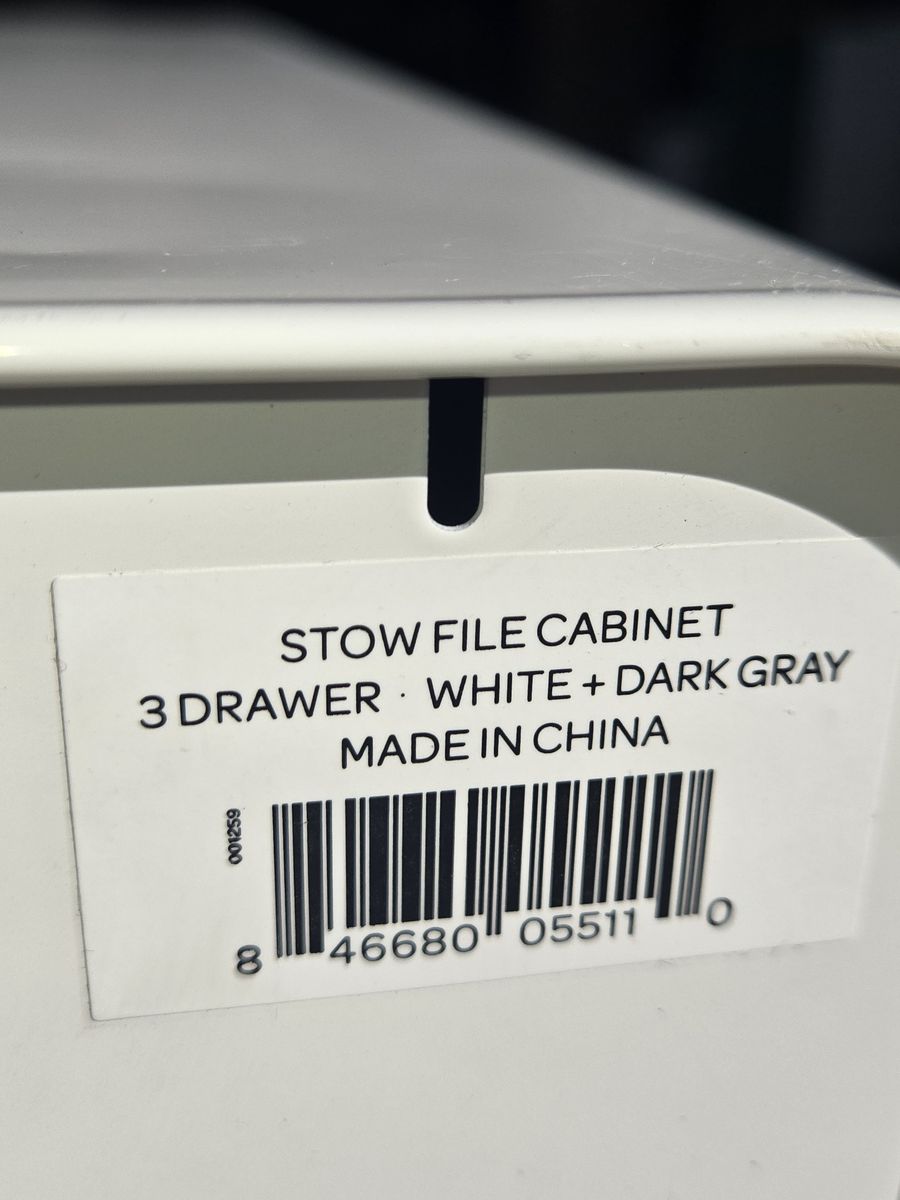 STOW FILE CABINET
3 DRAWER · WHITE + DARK GRAY
MADE IN CHINA
001259
8 46680 05511 0